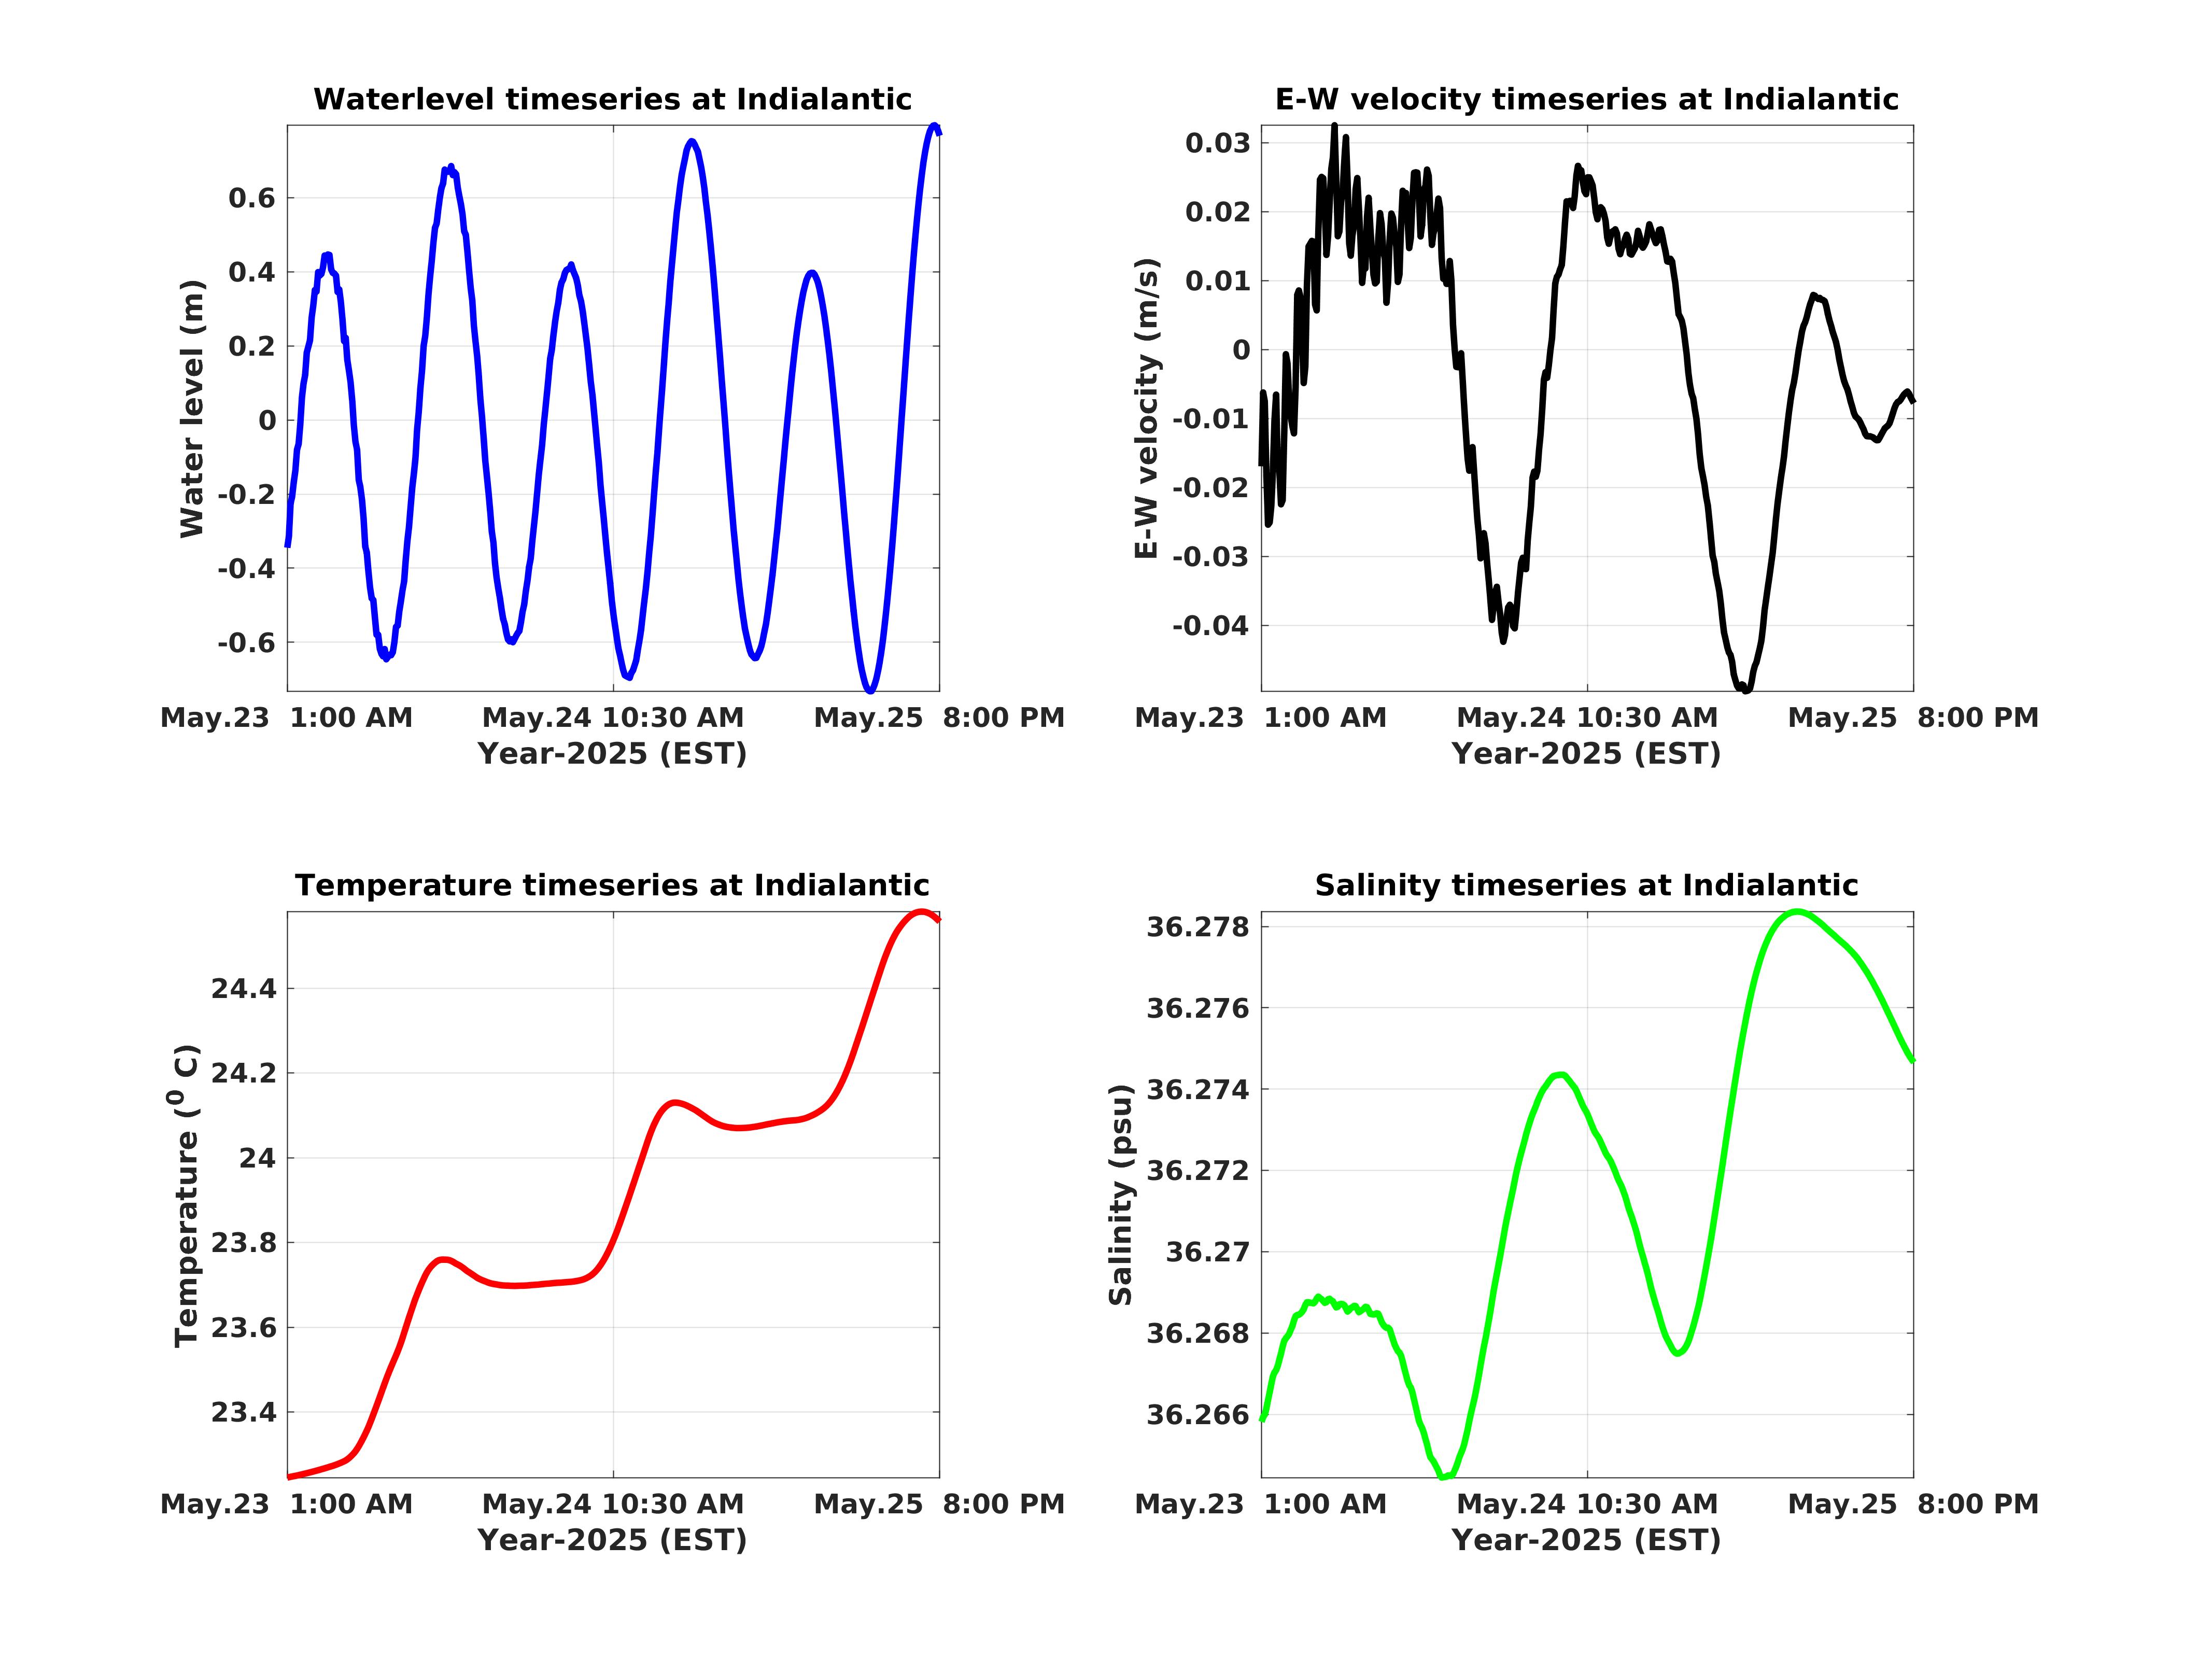 Waterlevel timeseries at Indialantic
Water level (m)
0.6
0.4
0.2
0
-0.2
-0.4
-0.6
May.23 1:00 AM May.24 10:30 AM May.25 8:00 PM
Year-2025 (EST)
E-W velocity timeseries at Indialantic
E-W velocity (m/s)
0.03
0.02
0.01
0
-0.01
-0.02
-0.03
-0.04
May.23 1:00 AM May.24 10:30 AM May.25 8:00 PM
Year-2025 (EST)
Temperature timeseries at Indialantic
Temperature (⁰ C)
24.4
24.2
24
23.8
23.6
23.4
May.23 1:00 AM May.24 10:30 AM May.25 8:00 PM
Year-2025 (EST)
Salinity timeseries at Indialantic
Salinity (psu)
36.278
36.276
36.274
36.272
36.27
36.268
36.266
May.23 1:00 AM May.24 10:30 AM May.25 8:00 PM
Year-2025 (EST)